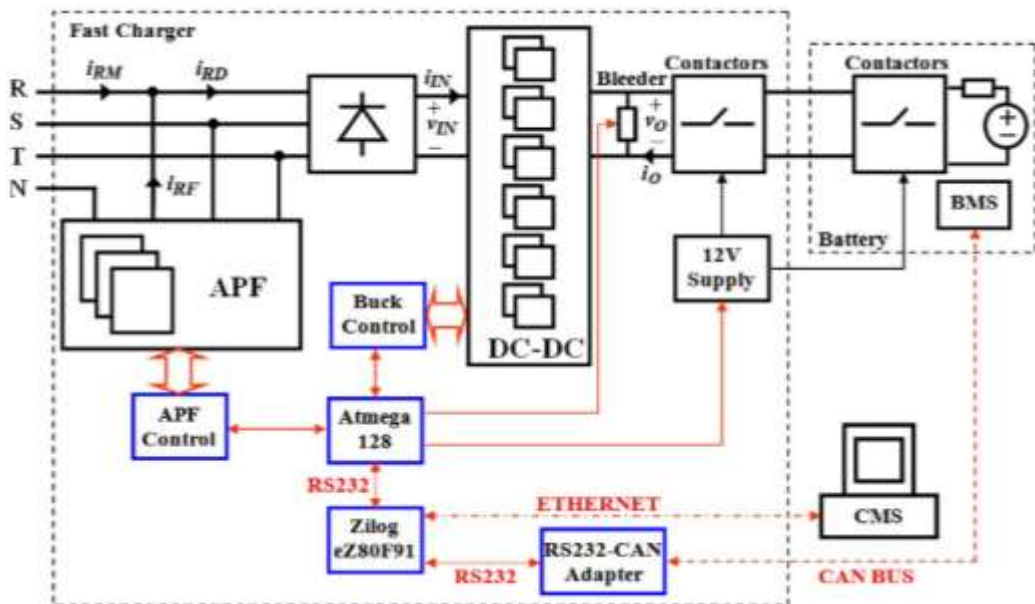 Fast Charger
R
S
T
N
iRM
iRD
iRF
APF
iIN
+
vIN
−
DC-DC
Bleeder
+
vO
−
iO
Contactors
Contactors
+
−
BMS
Battery
12V
Supply
Buck
Control
APF
Control
Atmega
128
RS232
Zilog
eZ80F91
ETHERNET
RS232
RS232-CAN
Adapter
CMS
CAN BUS